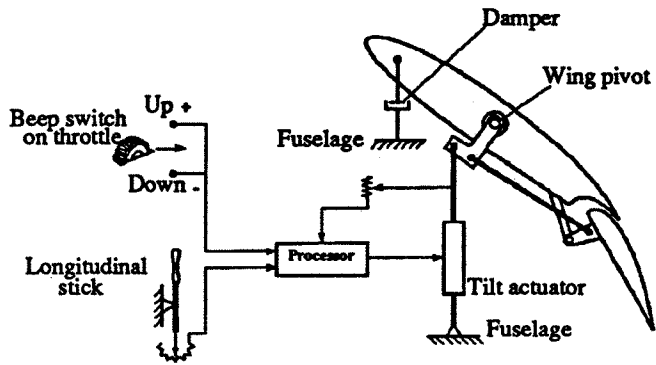 Damper
Wing pivot
Up +
Beep switch
on throttle
Fuselage
Down -
Processor
Longitudinal
stick
Tilt actuator
Fuselage